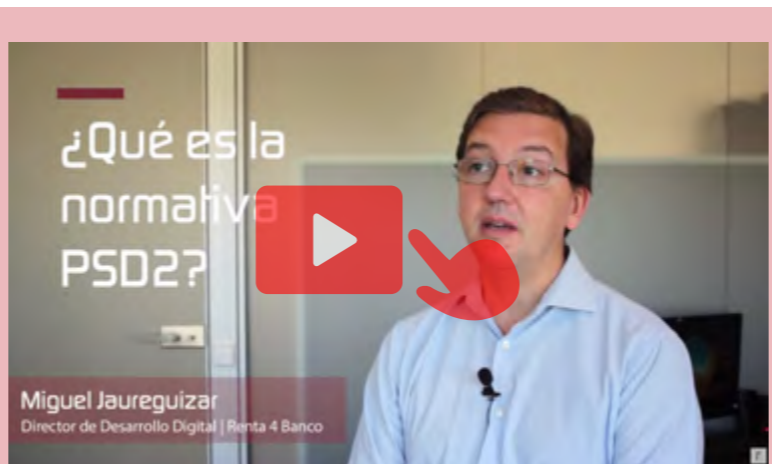 ¿Qué es la
normativa
PSD2?
Miguel Jaureguizar
Director de Desarrollo Digital | Renta 4 Banco